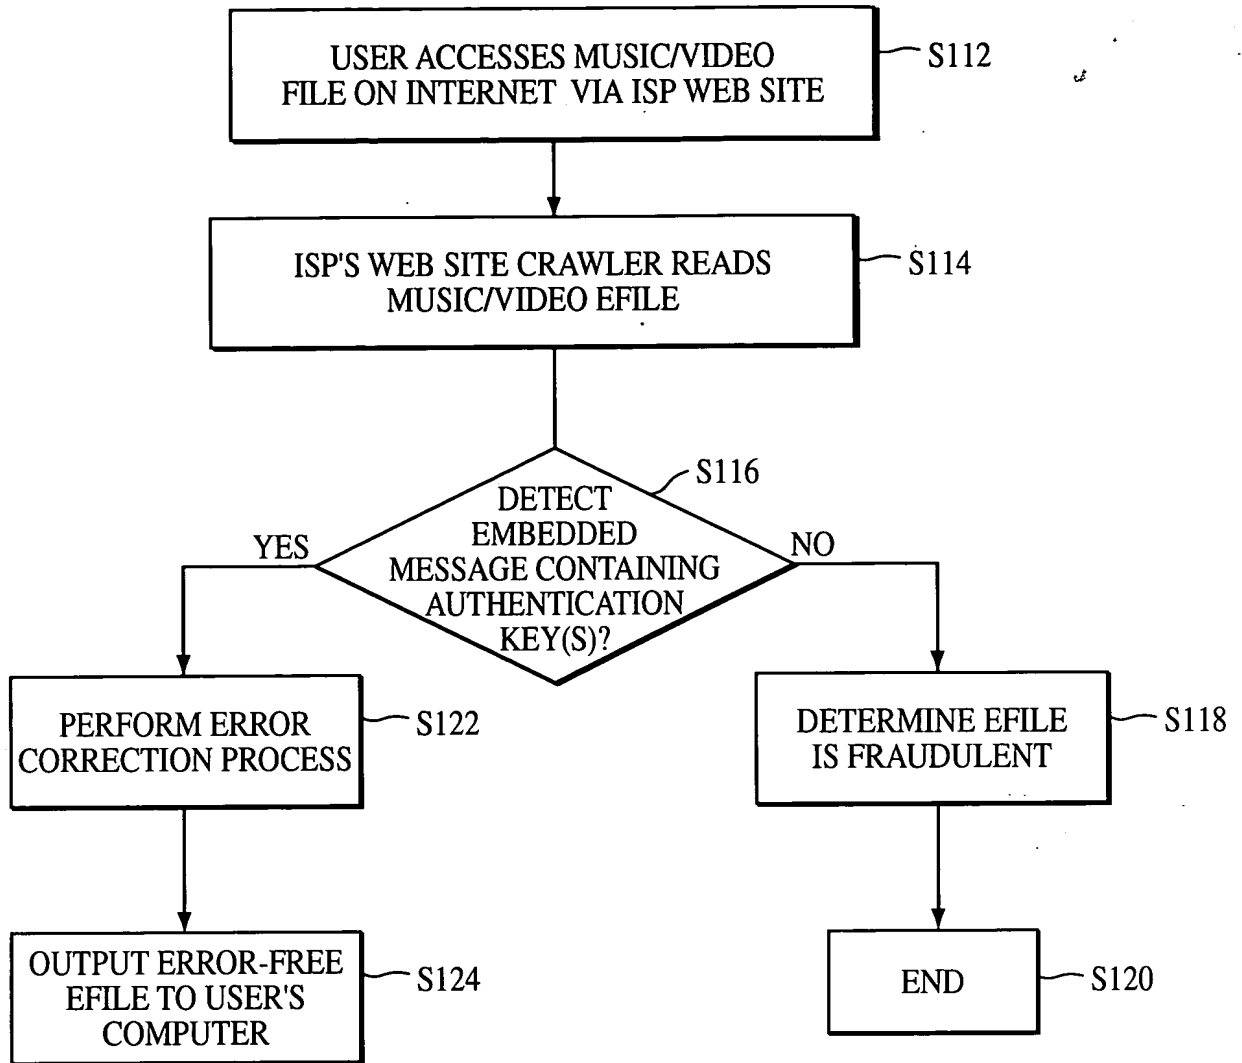 USER ACCESSES MUSIC/VIDEO
FILE ON INTERNET VIA ISP WEB SITE
S112
ISP'S WEB SITE CRAWLER READS
MUSIC/VIDEO EFILE
S114
DETECT
EMBEDDED
MESSAGE CONTAINING
AUTHENTICATION
KEY(S)?
S116
YES
NO
PERFORM ERROR
CORRECTION PROCESS
S122
DETERMINE EFILE
IS FRAUDULENT
S118
OUTPUT ERROR-FREE
EFILE TO USER'S
COMPUTER
S124
END
S120